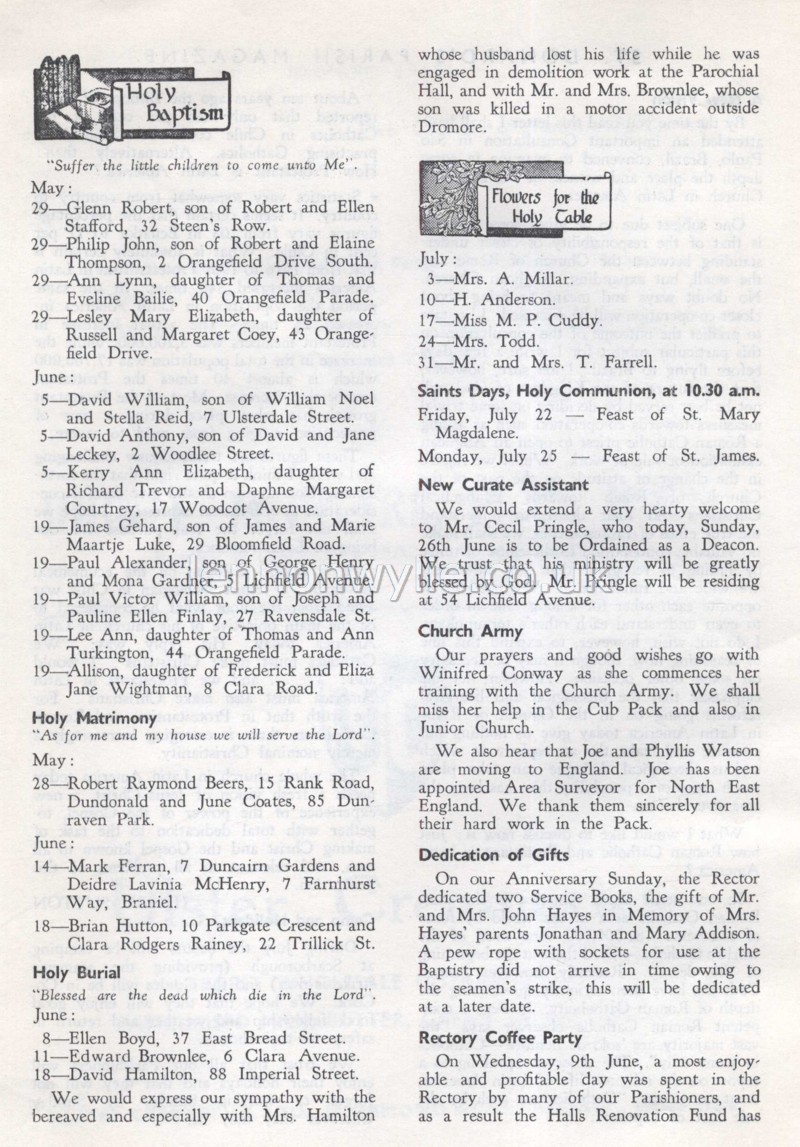 Holy
Baptism
"Suffer the little children to come unto Me".
May :
29—Glenn Robert, son of Robert and Ellen
Stafford, 32 Steen's Row.
29—Philip John, son of Robert and Elaine
Thompson, 2 Orangefield Drive South.
29—Ann Lynn, daughter of Thomas and
Eveline Bailie, 40 Orangefield Parade.
29—Lesley Mary Elizabeth, daughter of
Russell and Margaret Coey, 43 Orange-
field Drive.
June :
5—David William, son of William Noel
and Stella Reid, 7 Ulsterdale Street.
5—David Anthony, son of David and Jane
Leckey, 2 Woodlee Street.
5—Kerry Ann Elizabeth, daughter of
Richard Trevor and Daphne Margaret
Courtney, 17 Woodcot Avenue.
19—James Gehard, son of James and Marie
Maartje Luke, 29 Bloomfield Road.
19—Paul Alexander, son of George Henry
and Mona Gardner, 5 Lichfield Avenue.
19—Paul Victor William, son of Joseph and
Pauline Ellen Finlay, 27 Ravensdale St.
19—Lee Ann, daughter of Thomas and Ann
Turkington, 44 Orangefield Parade.
19—Allison, daughter of Frederick and Eliza
Jane Wightman, 8 Clara Road.
Holy Matrimony
"As for me and my house we will serve the Lord".
May :
28—Robert Raymond Beers, 15 Rank Road,
Dundonald and June Coates, 85 Dun-
raven Park.
June :
14—Mark Ferran, 7 Duncairn Gardens and
Deidre Lavinia McHenry, 7 Farnhurst
Way, Braniel.
18—Brian Hutton, 10 Parkgate Crescent and
Clara Rodgers Rainey, 22 Trillick St.
Holy Burial
"Blessed are the dead which die in the Lord".
June :
8—Ellen Boyd, 37 East Bread Street.
11—Edward Brownlee, 6 Clara Avenue.
18—David Hamilton, 88 Imperial Street.
We would express our sympathy with the
bereaved and especially with Mrs. Hamilton
whose husband lost his life while he was
engaged in demolition work at the Parochial
Hall, and with Mr. and Mrs. Brownlee, whose
son was killed in a motor accident outside
Dromore.
Flowers for the
Holy Table
July :
3—Mrs. A. Millar.
10—H. Anderson.
17—Miss M. P. Cuddy.
24—Mrs. Todd.
31—Mr. and Mrs. T. Farrell.
Saints Days, Holy Communion, at 10.30 a.m.
Friday, July 22 — Feast of St. Mary
Magdalene.
Monday, July 25 — Feast of St. James.
New Curate Assistant
We would extend a very hearty welcome
to Mr. Cecil Pringle, who today, Sunday,
26th June is to be Ordained as a Deacon.
We trust that his ministry will be greatly
blessed by God. Mr. Pringle will be residing
at 54 Lichfield Avenue.
Church Army
Our prayers and good wishes go with
Winifred Conway as she commences her
training with the Church Army. We shall
miss her help in the Cub Pack and also in
Junior Church.
We also hear that Joe and Phyllis Watson
are moving to England. Joe has been
appointed Area Surveyor for North East
England. We thank them sincerely for all
their hard work in the Pack.
Dedication of Gifts
On our Anniversary Sunday, the Rector
dedicated two Service Books, the gift of Mr.
and Mrs. John Hayes in Memory of Mrs.
Hayes' parents Jonathan and Mary Addison.
A pew rope with sockets for use at the
Baptistry did not arrive in time owing to
the seamen's strike, this will be dedicated
at a later date.
Rectory Coffee Party
On Wednesday, 9th June, a most enjoy-
able and profitable day was spent in the
Rectory by many of our Parishioners, and
as a result the Halls Renovation Fund has
lennonwylie.co.uk